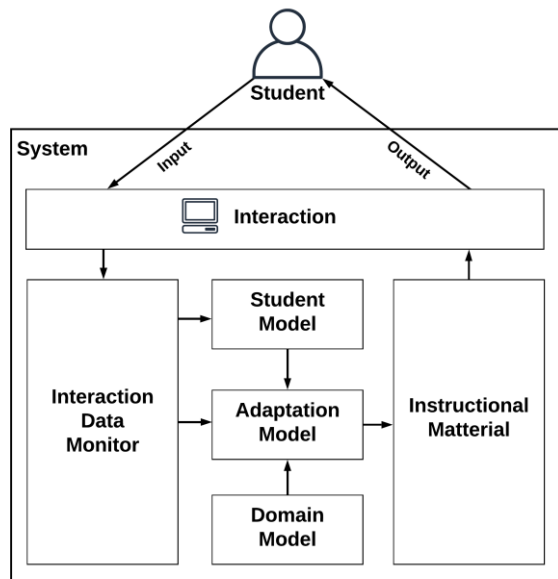 Student
System
Input
Output
Interaction
Student
Model
Interaction
Data
Monitor
Adaptation
Model
Instructional
Matterial
Domain
Model